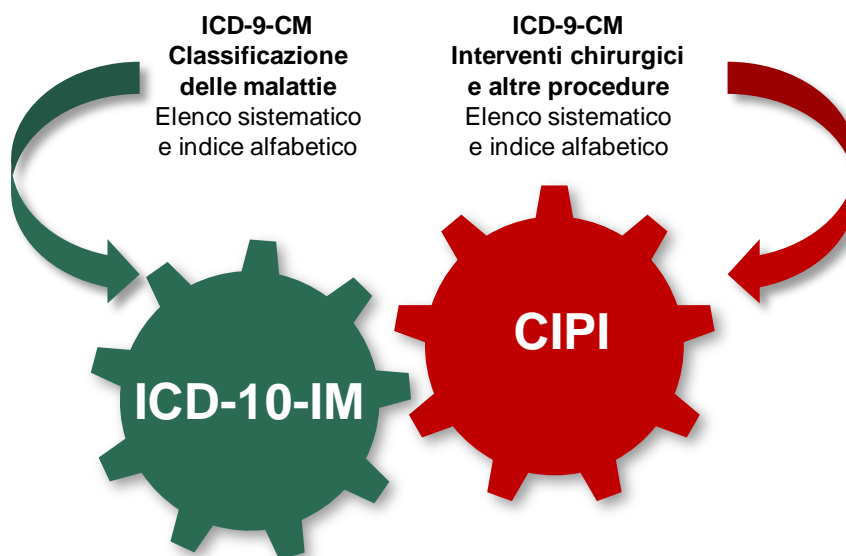 ICD-9-CM
Classificazione
delle malattie
Elenco sistematico
e indice alfabetico
ICD-9-CM
Interventi chirurgici
e altre procedure
Elenco sistematico
e indice alfabetico
CIPI
ICD-10-IM